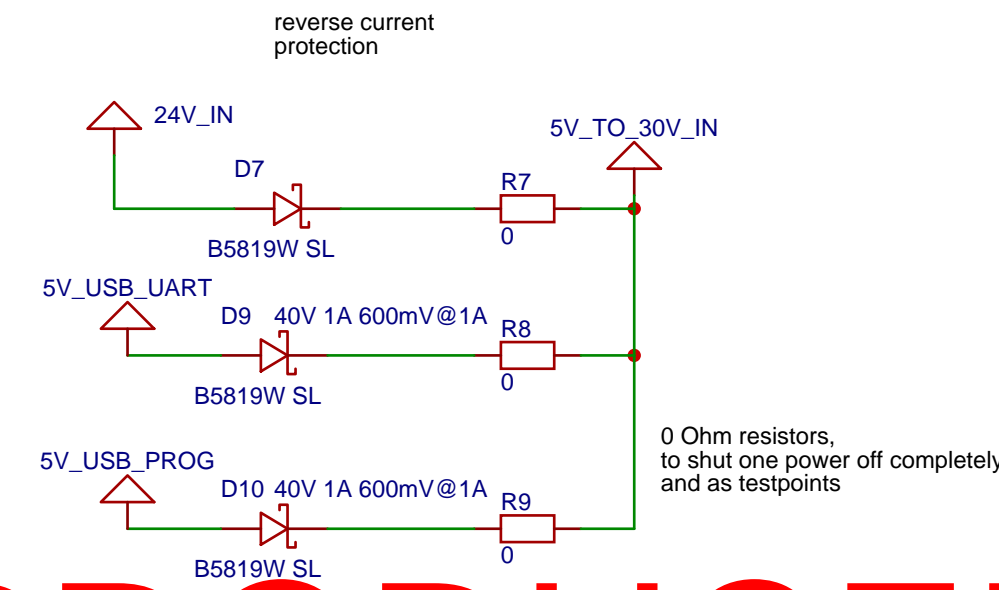 reverse current
protection
24V_IN
5V_TO_30V_IN
D7
R7
B5819W SL
0
5V_USB_UART
D9 40V 1A 600mV@1A
R8
B5819W SL
0
0 Ohm resistors,
to shut one power off completely
and as testpoints
5V_USB_PROG
D10 40V 1A 600mV@1A
R9
B5819W SL
0